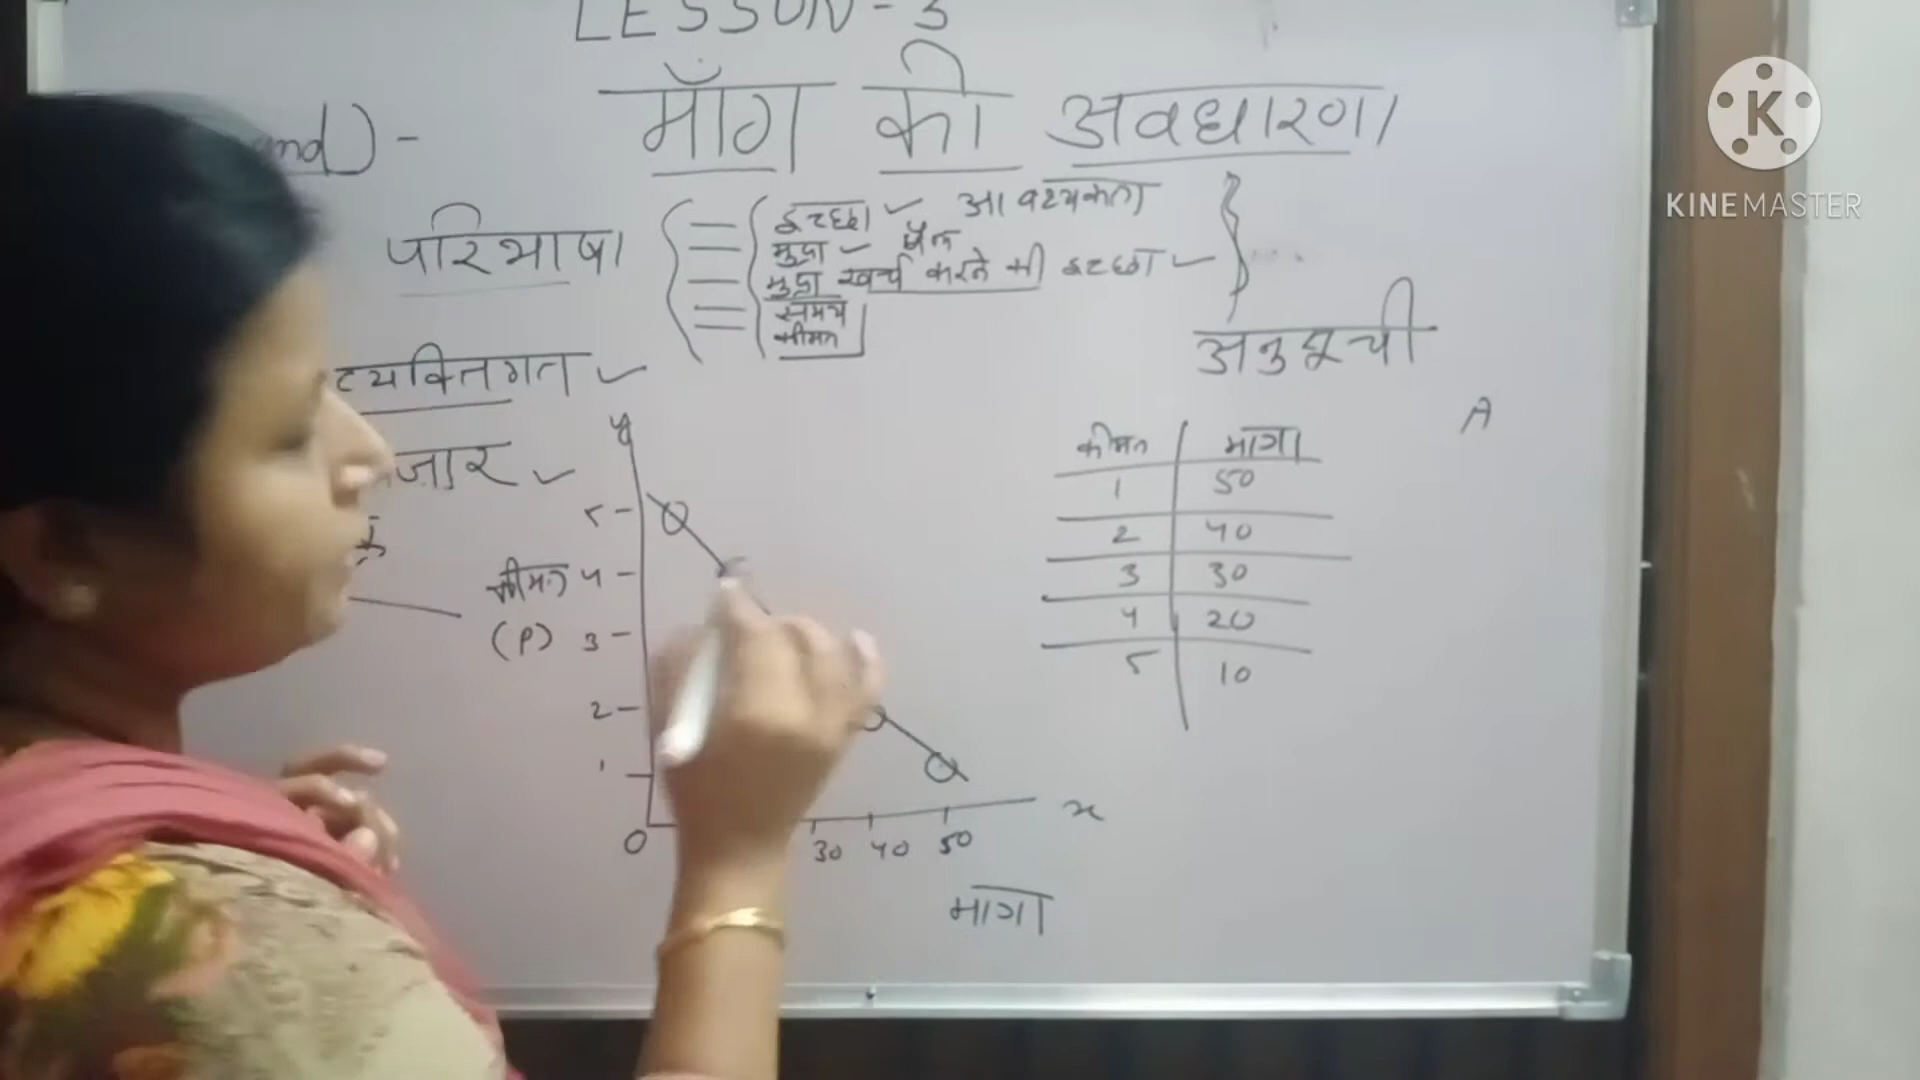 LESSON - 3
माँग की अवधारणा
and) -
परिभाषा
इच्छा ✓ आवश्यकता
मुद्रा ✓
मुद्रा खर्च करने की इच्छा ✓
समय
कीमत
व्यक्तिगत ✓
जार ✓
अनुसूची
A
कीमत मागा
1 50
2 40
3 30
4 20
5 10
y
5
कीमत 4
(P) 3
2
1
0 30 40 50 x
मागा
K
KINEMASTER